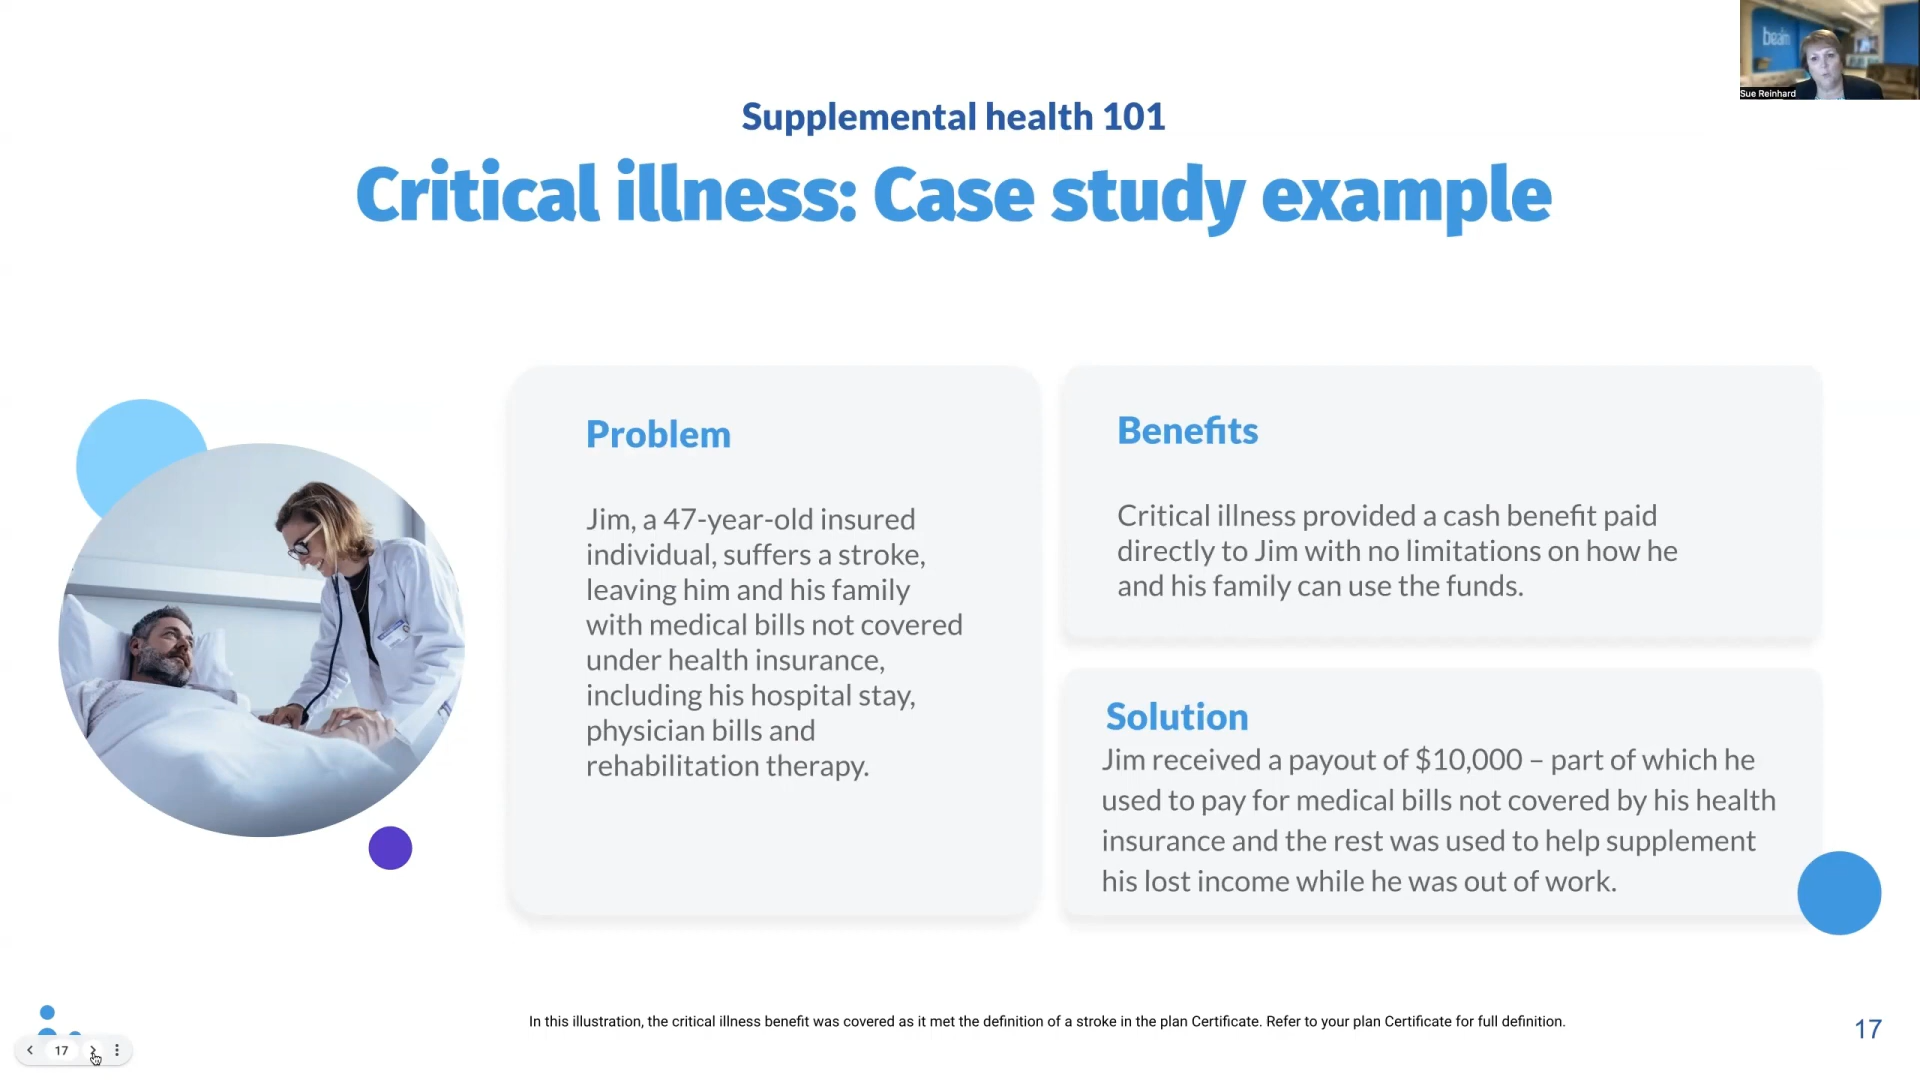 beam
Sue Reinhard
Supplemental health 101
Critical illness: Case study example
Problem
Jim, a 47-year-old insured
individual, suffers a stroke,
leaving him and his family
with medical bills not covered
under health insurance,
including his hospital stay,
physician bills and
rehabilitation therapy.
Benefits
Critical illness provided a cash benefit paid
directly to Jim with no limitations on how he
and his family can use the funds.
Solution
Jim received a payout of $10,000 – part of which he
used to pay for medical bills not covered by his health
insurance and the rest was used to help supplement
his lost income while he was out of work.
In this illustration, the critical illness benefit was covered as it met the definition of a stroke in the plan Certificate. Refer to your plan Certificate for full definition.
17
17